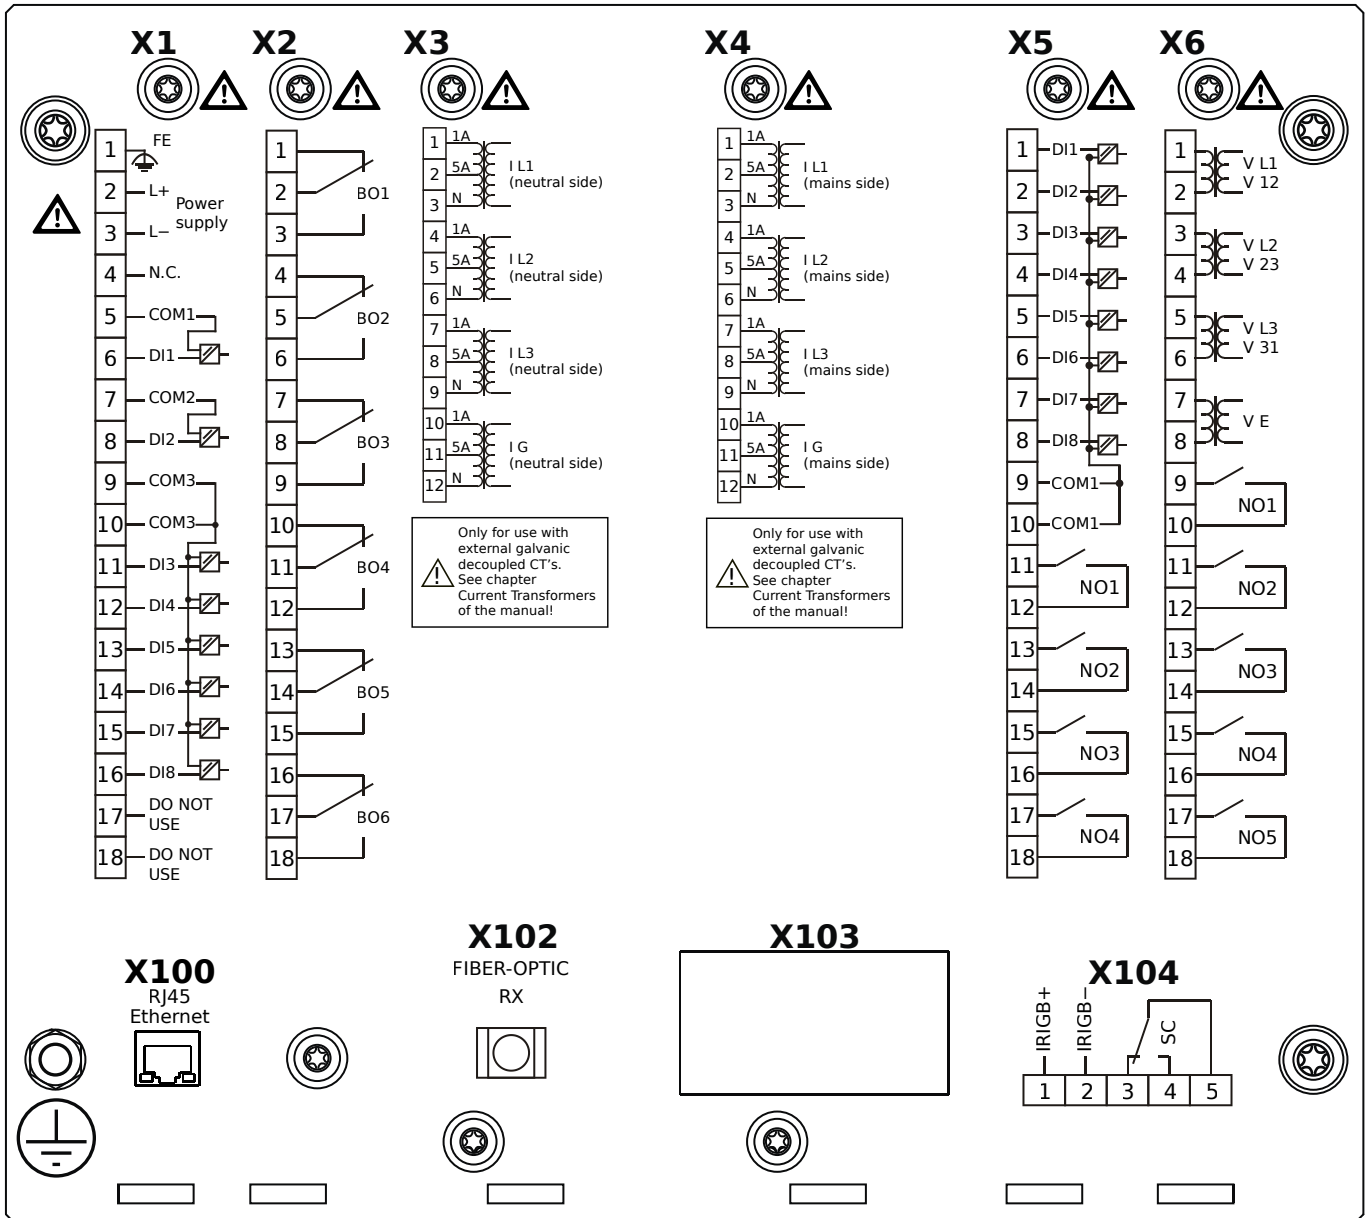 X1
X2
X3
X4
X5
X6
1
FE
2
L+
Power
supply
3
L−
4
N.C.
5
COM1
6
DI1
7
COM2
8
DI2
9
COM3
10
COM3
11
DI3
12
DI4
13
DI5
14
DI6
15
DI7
16
DI8
17
DO NOT
USE
18
DO NOT
USE
1
2
BO1
3
4
5
BO2
6
7
8
BO3
9
10
11
BO4
12
13
14
BO5
15
16
17
BO6
18
1
1A
2
5A
3
N
I L1
(neutral side)
4
1A
5
5A
6
N
I L2
(neutral side)
7
1A
8
5A
9
N
I L3
(neutral side)
10
1A
11
5A
12
N
I G
(neutral side)
Only for use with
external galvanic
decoupled CT's.
See chapter
Current Transformers
of the manual!
1
1A
2
5A
3
N
I L1
(mains side)
4
1A
5
5A
6
N
I L2
(mains side)
7
1A
8
5A
9
N
I L3
(mains side)
10
1A
11
5A
12
N
I G
(mains side)
Only for use with
external galvanic
decoupled CT's.
See chapter
Current Transformers
of the manual!
1
DI1
2
DI2
3
DI3
4
DI4
5
DI5
6
DI6
7
DI7
8
DI8
9
COM1
10
COM1
11
NO1
12
13
NO2
14
15
NO3
16
17
NO4
18
1
V L1
V 12
2
3
V L2
V 23
4
5
V L3
V 31
6
7
V E
8
9
NO1
10
11
NO2
12
13
NO3
14
15
NO4
16
17
NO5
18
X100
RJ45
Ethernet
X102
FIBER-OPTIC
RX
X103
X104
IRIGB+
IRIGB−
SC
1
2
3
4
5